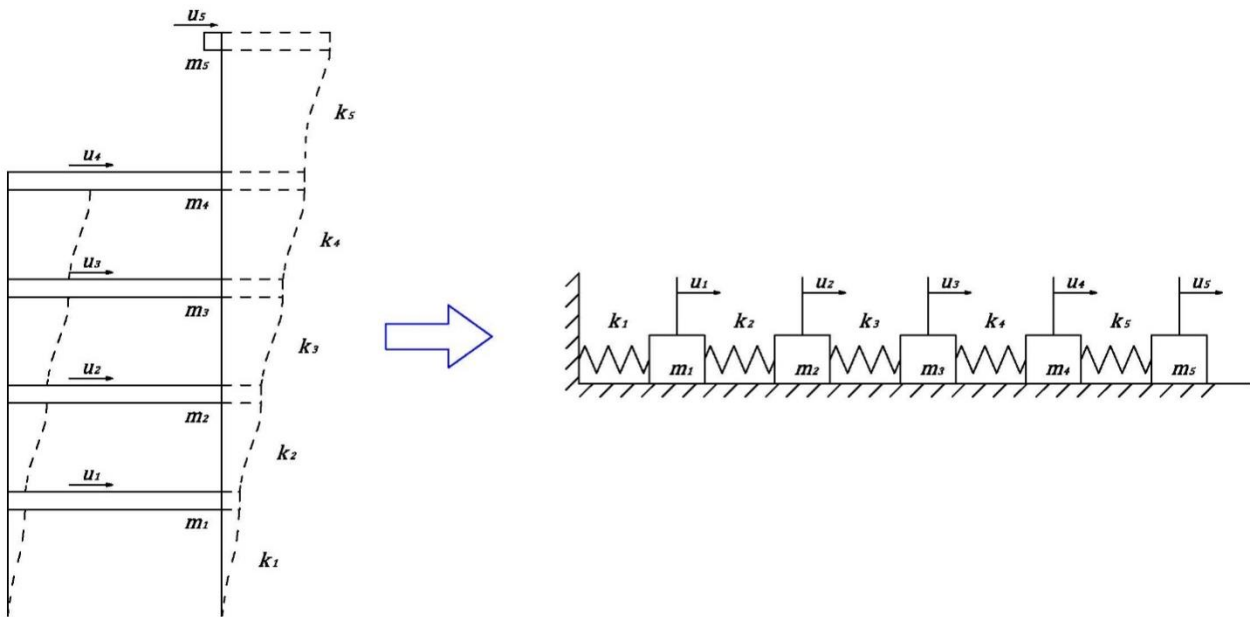 u₅
m₅
k₅
u₄
m₄
k₄
u₃
m₃
k₃
u₂
m₂
k₂
u₁
m₁
k₁
u₁ u₂ u₃ u₄ u₅
k₁ k₂ k₃ k₄ k₅
m₁ m₂ m₃ m₄ m₅